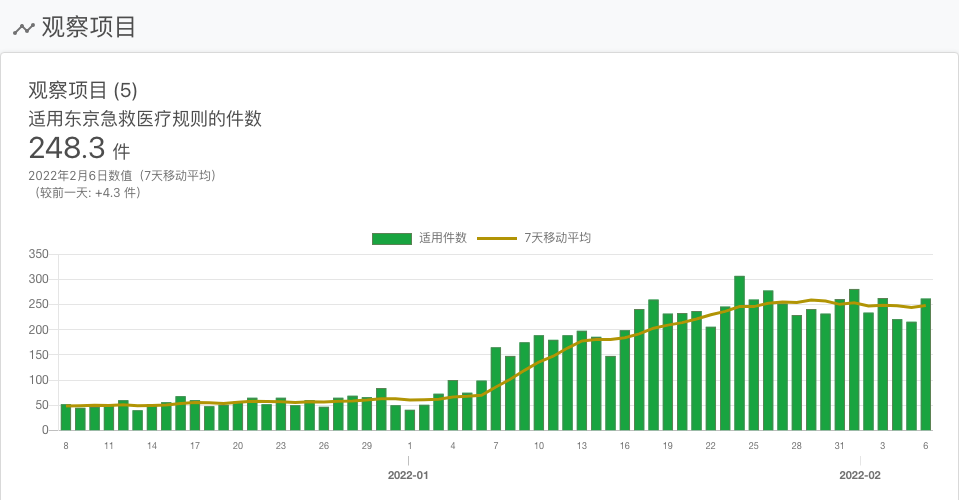 观察项目
观察项目 (5)
适用东京急救医疗规则的件数
248.3 件
2022年2月6日数值（7天移动平均）
（较前一天: +4.3 件）
适用件数 7天移动平均
350
300
250
200
150
100
50
0
8 11 14 17 20 23 26 29 1 4 7 10 13 16 19 22 25 28 31 3 6
2022-01 2022-02